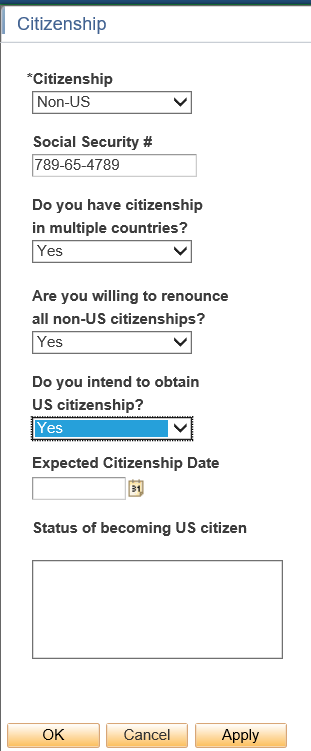 Citizenship
*Citizenship
Non-US
Social Security #
789-65-4789
Do you have citizenship
in multiple countries?
Yes
Are you willing to renounce
all non-US citizenships?
Yes
Do you intend to obtain
US citizenship?
Yes
Expected Citizenship Date
31
Status of becoming US citizen
OK Cancel Apply